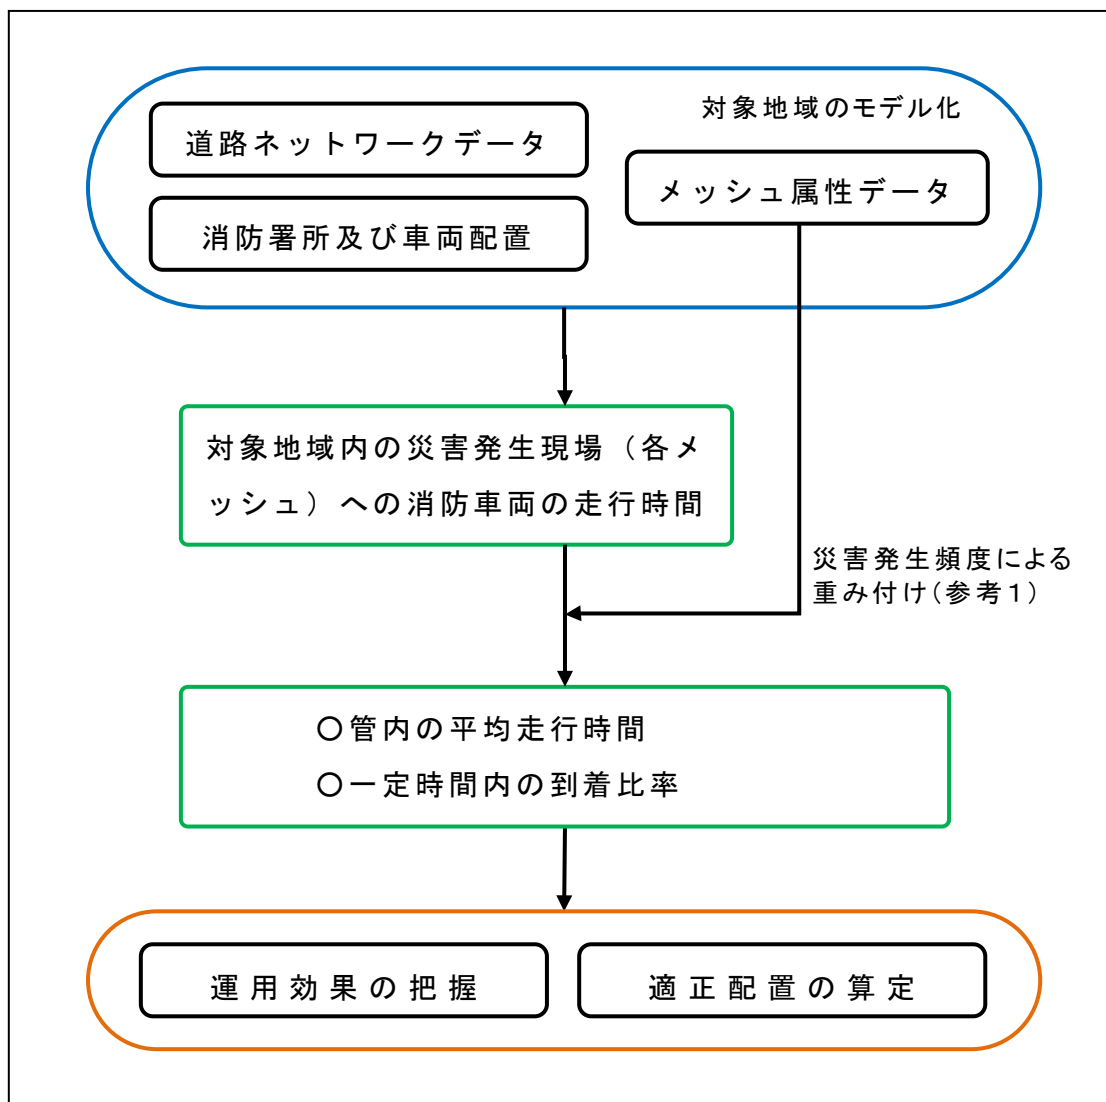 対象地域のモデル化
道路ネットワークデータ
メッシュ属性データ
消防署所及び車両配置
対象地域内の災害発生現場（各メ
ッシュ）への消防車両の走行時間
災害発生頻度による
重み付け(参考１)
〇管内の平均走行時間
〇一定時間内の到着比率
運用効果の把握
適正配置の算定